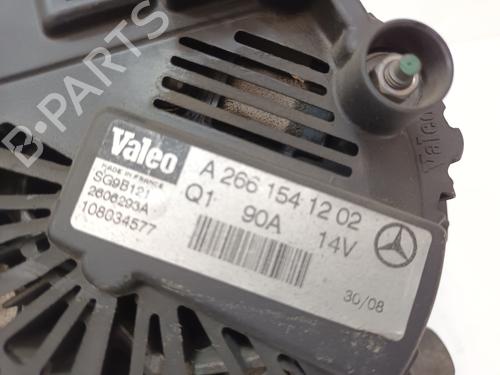 B-PARTS
Valeo
MADE IN FRANCE
SG9B121
2606293A
108034577
A 266 154 12 02
Q1 90A 14V
30/08
Valeo